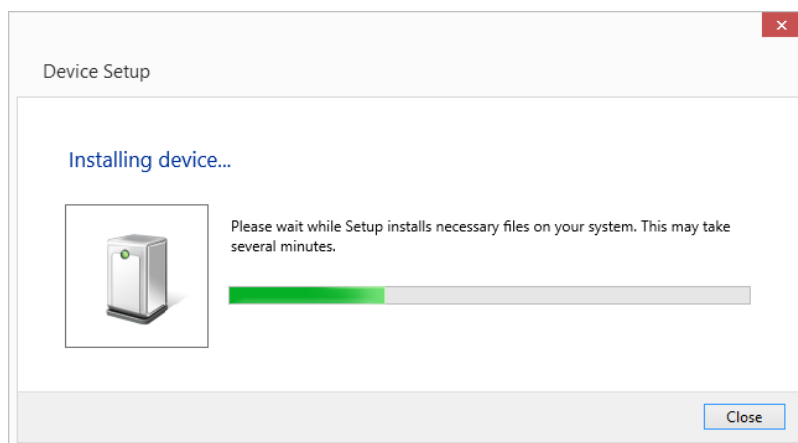 Device Setup
Installing device...
Please wait while Setup installs necessary files on your system. This may take
several minutes.
Close